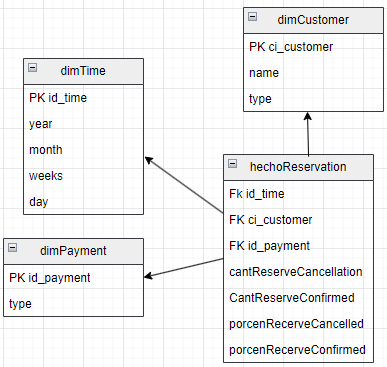 dimCustomer
PK ci_customer
name
type
dimTime
PK id_time
year
month
weeks
day
hechoReservation
Fk id_time
FK ci_customer
FK id_payment
cantReserveCancellation
CantReserveConfirmed
porcenRecerveCancelled
porcenRecerveConfirmed
dimPayment
PK id_payment
type